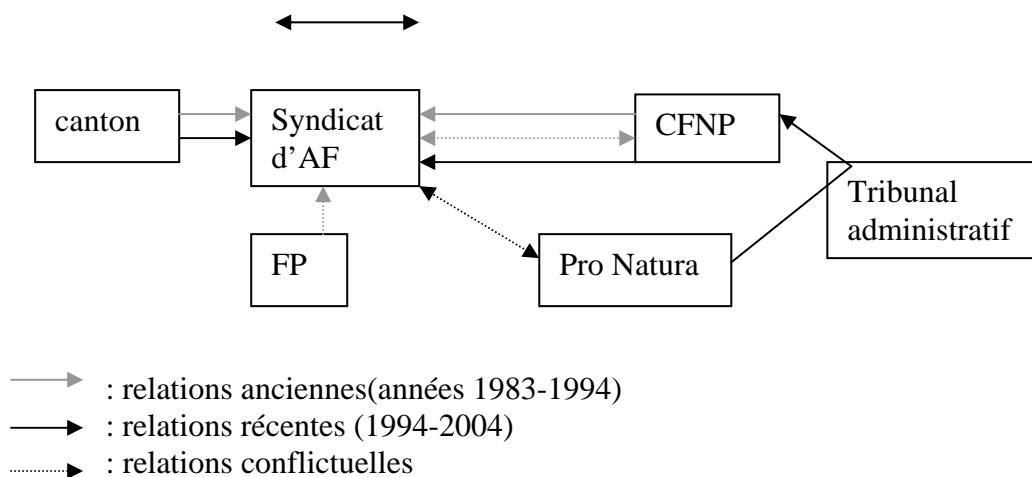 canton
Syndicat
d'AF
CFNP
Tribunal
administratif
FP
Pro Natura
: relations anciennes(années 1983-1994)
: relations récentes (1994-2004)
: relations conflictuelles